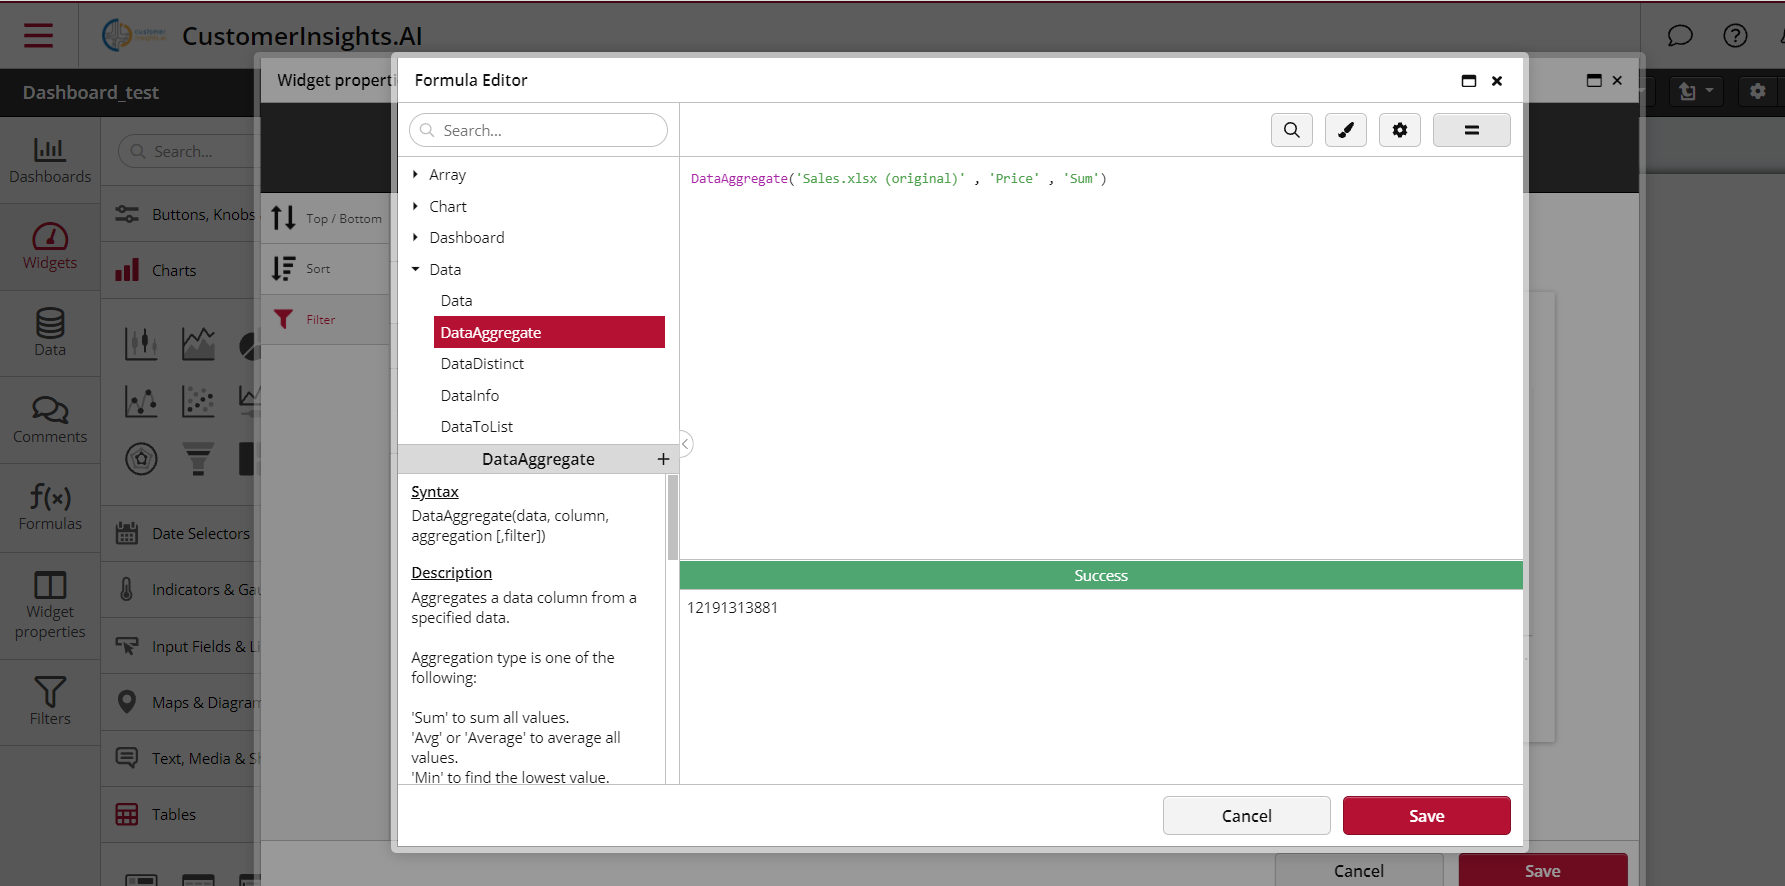 CustomerInsights.AI
Dashboard_test
Widget properti
Formula Editor
Search...
Search...
Dashboards
Widgets
Data
Comments
f(x)
Formulas
Widget
properties
Filters
Buttons, Knobs
Charts
Date Selectors
Indicators & Ga
Input Fields & Li
Maps & Diagram
Text, Media & S
Tables
Top / Bottom
Sort
Filter
Array
Chart
Dashboard
Data
Data
DataAggregate
DataDistinct
DataInfo
DataToList
DataAggregate +
Syntax
DataAggregate(data, column,
aggregation [,filter])
Description
Aggregates a data column from a
specified data.
Aggregation type is one of the
following:
'Sum' to sum all values.
'Avg' or 'Average' to average all
values.
'Min' to find the lowest value.
DataAggregate('Sales.xlsx (original)' , 'Price' , 'Sum')
Success
12191313881
Cancel
Save
Cancel
Save